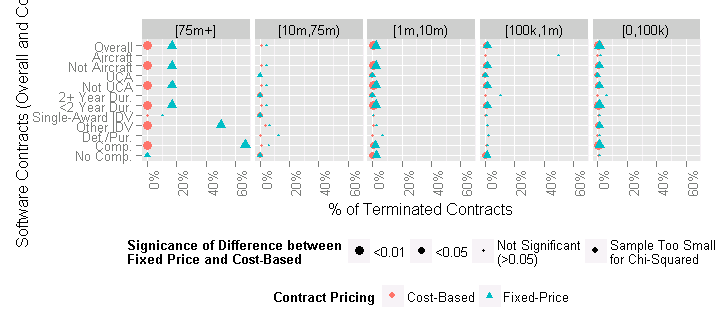 [75m+] [10m,75m) [1m,10m) [100k,1m) [0,100k)
Software Contracts (Overall and Co
Overall
Aircraft
Not Aircraft
UCA
Not UCA
2+ Year Dur.
<2 Year Dur.
Single-Award IDV
Other IDV
Def/Pur.
Comp.
No Comp.
0% 20% 40% 60% 0% 20% 40% 60% 0% 20% 40% 60% 0% 20% 40% 60% 0% 20% 40% 60%
% of Terminated Contracts
Signicance of Difference between
Fixed Price and Cost-Based
<0.01
<0.05
Not Significant
(>0.05)
Sample Too Small
for Chi-Squared
Contract Pricing
Cost-Based
Fixed-Price